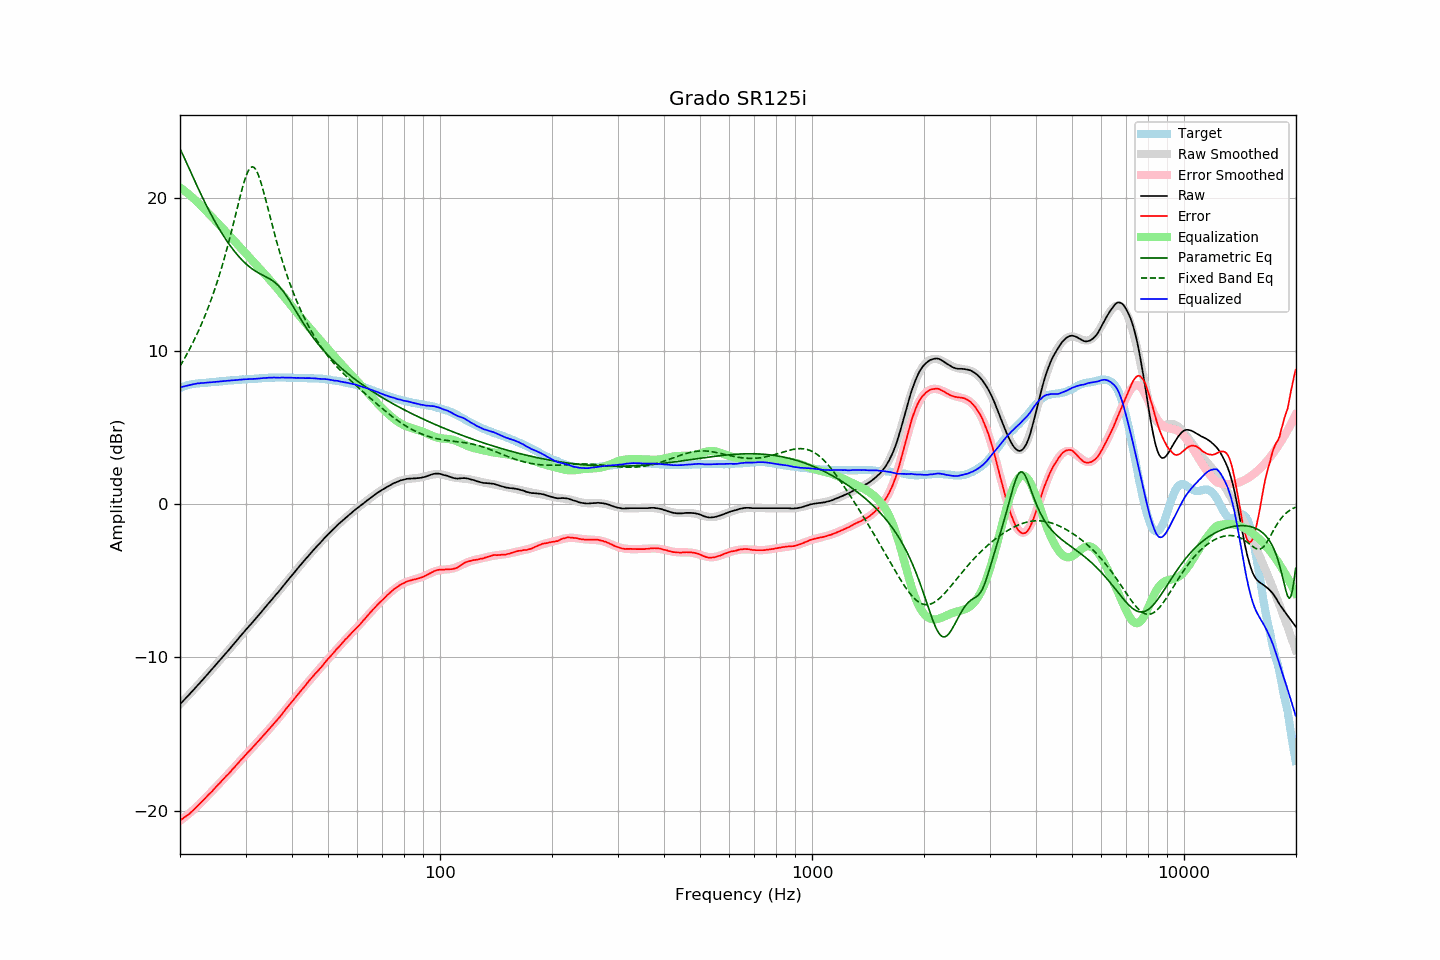 Grado SR125i
Target
Raw Smoothed
Error Smoothed
Raw
Error
Equalization
Parametric Eq
Fixed Band Eq
Equalized
20
10
0
−10
−20
Amplitude (dBr)
100
1000
10000
Frequency (Hz)